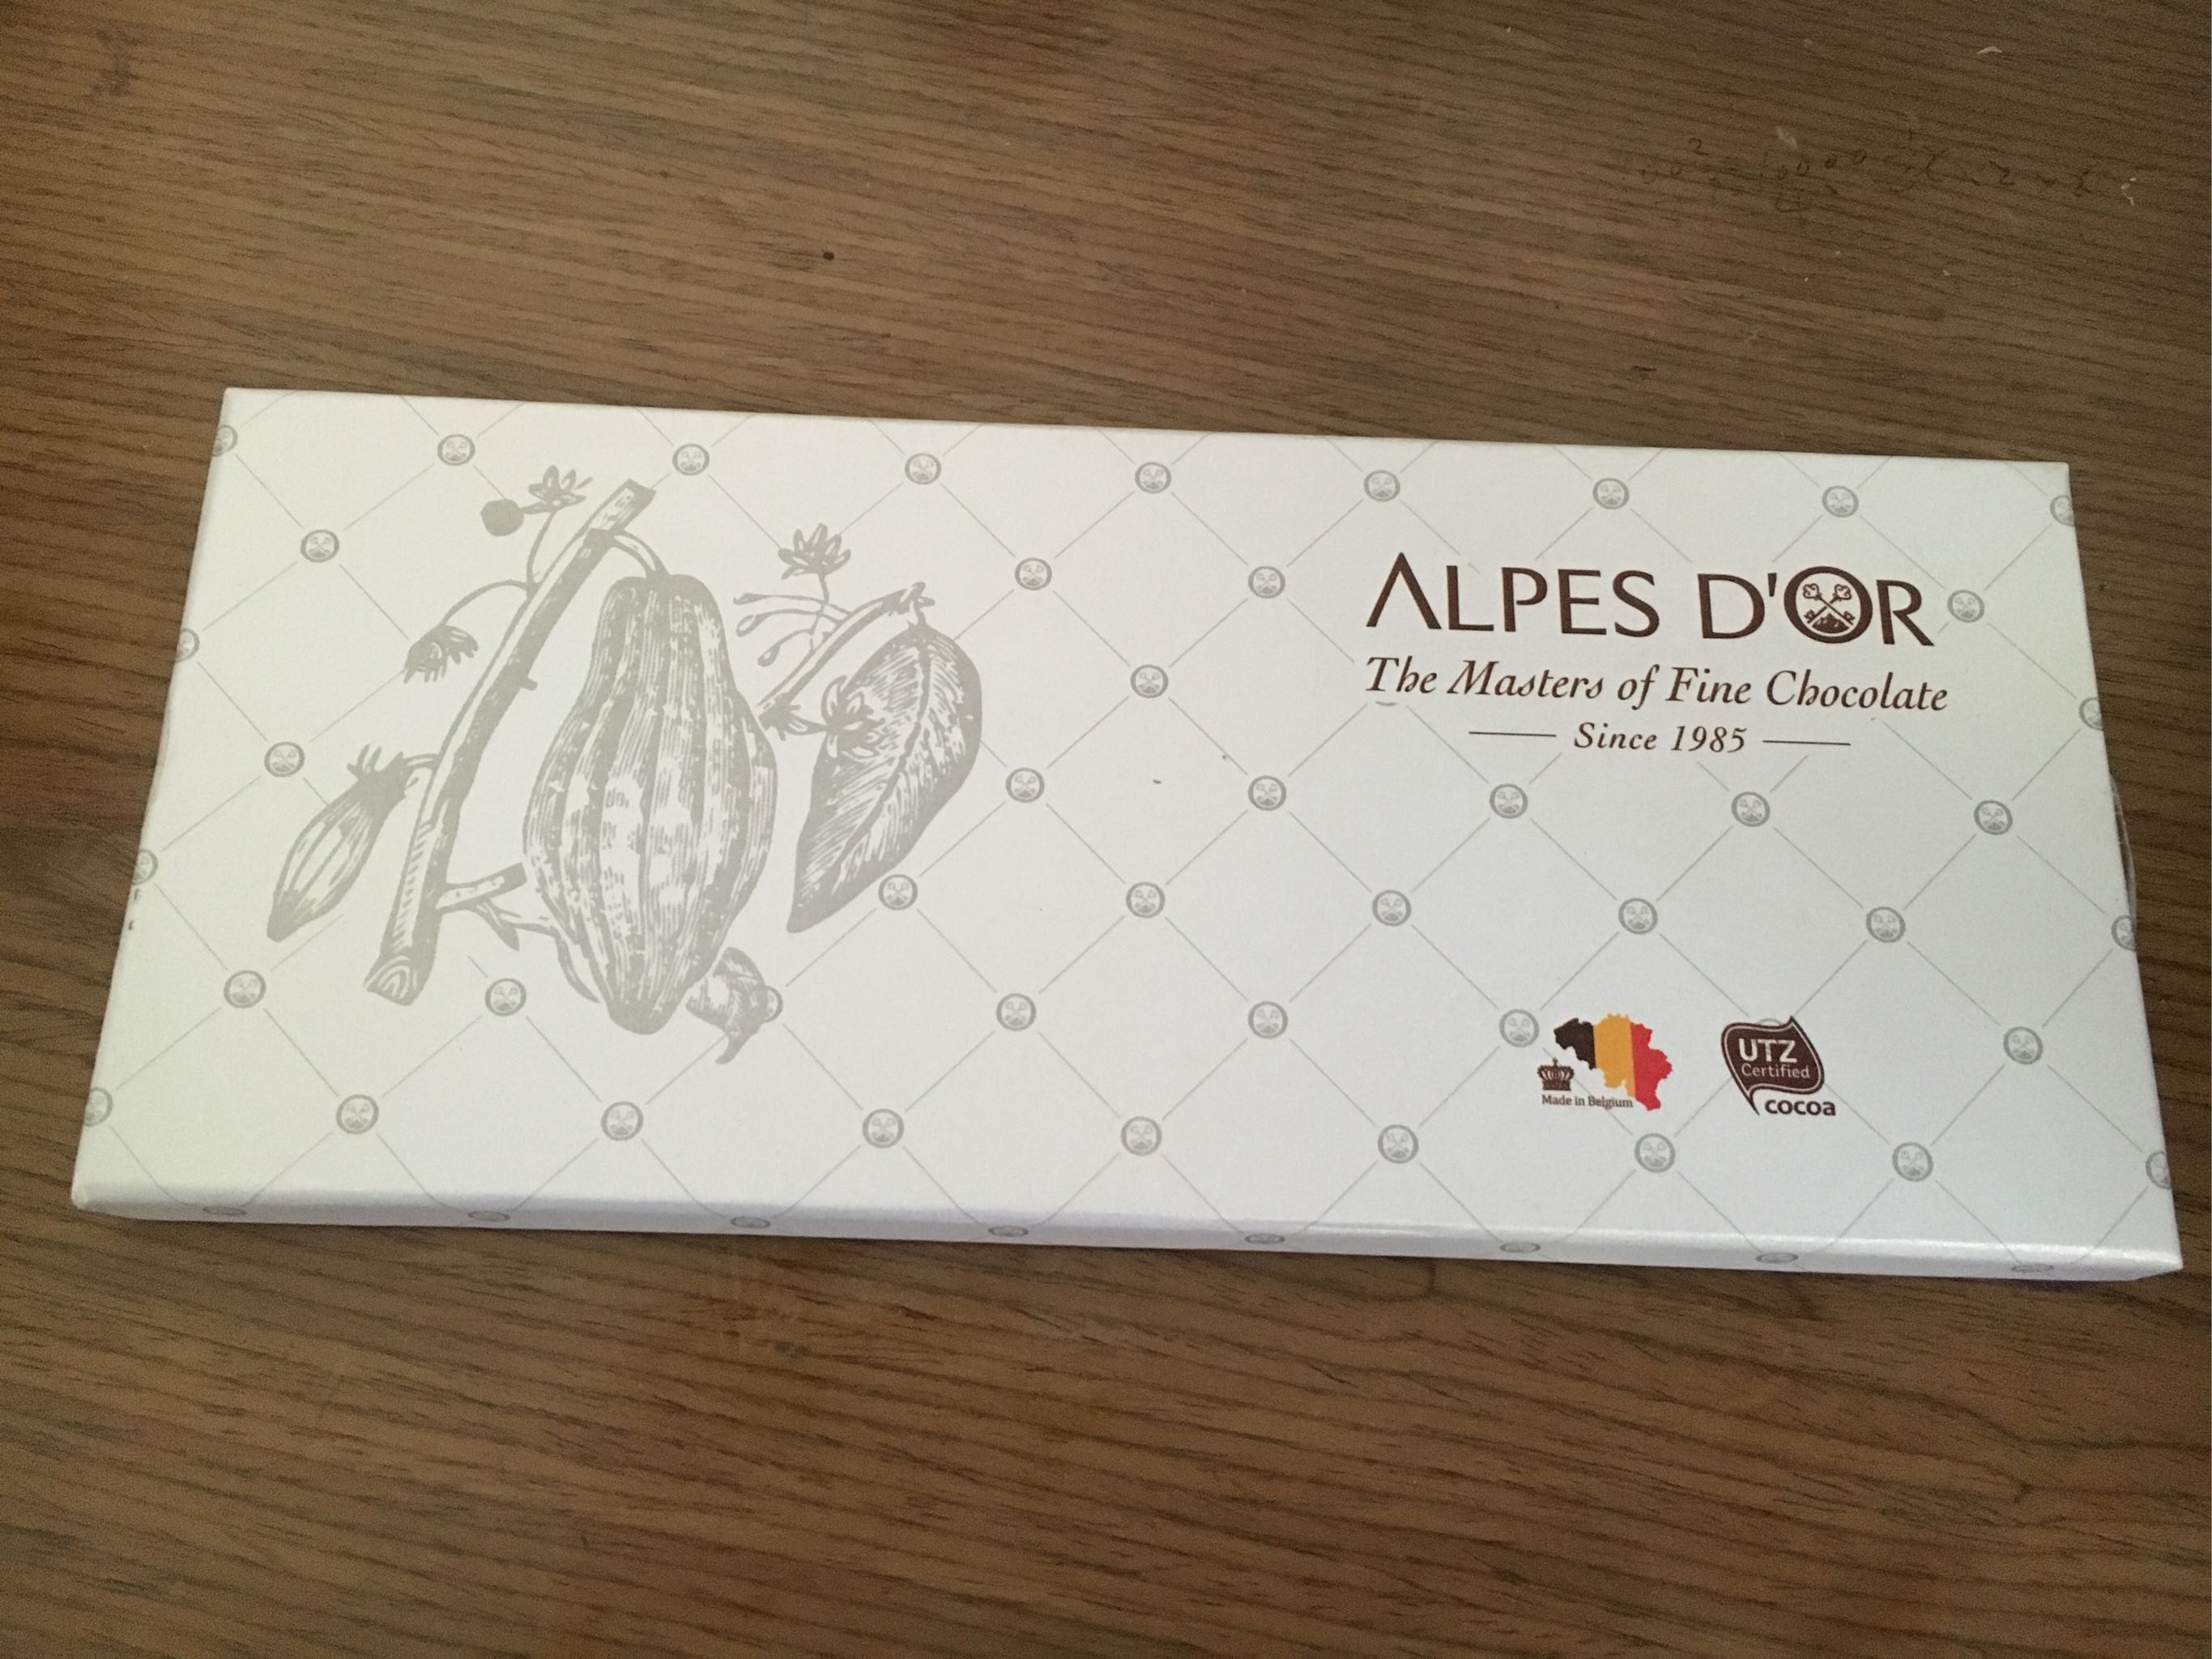 ALPES D'OR
The Masters of Fine Chocolate
Since 1985
Made in Belgium
UTZ
Certified
cocoa